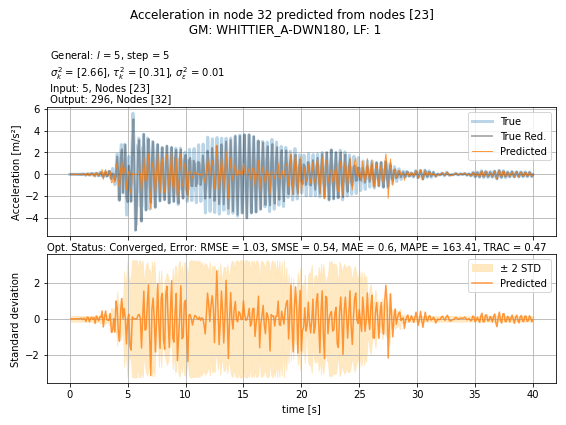 Acceleration in node 32 predicted from nodes [23]
GM: WHITTIER_A-DWN180, LF: 1
General: l = 5, step = 5
σ²ₖ = [2.66], τ²ₖ = [0.31], σ²ε = 0.01
Input: 5, Nodes [23]
Output: 296, Nodes [32]
6
4
2
0
−2
−4
Acceleration [m/s²]
True
True Red.
Predicted
Opt. Status: Converged, Error: RMSE = 1.03, SMSE = 0.54, MAE = 0.6, MAPE = 163.41, TRAC = 0.47
2
0
−2
Standard deviation
± 2 STD
Predicted
0 5 10 15 20 25 30 35 40
time [s]